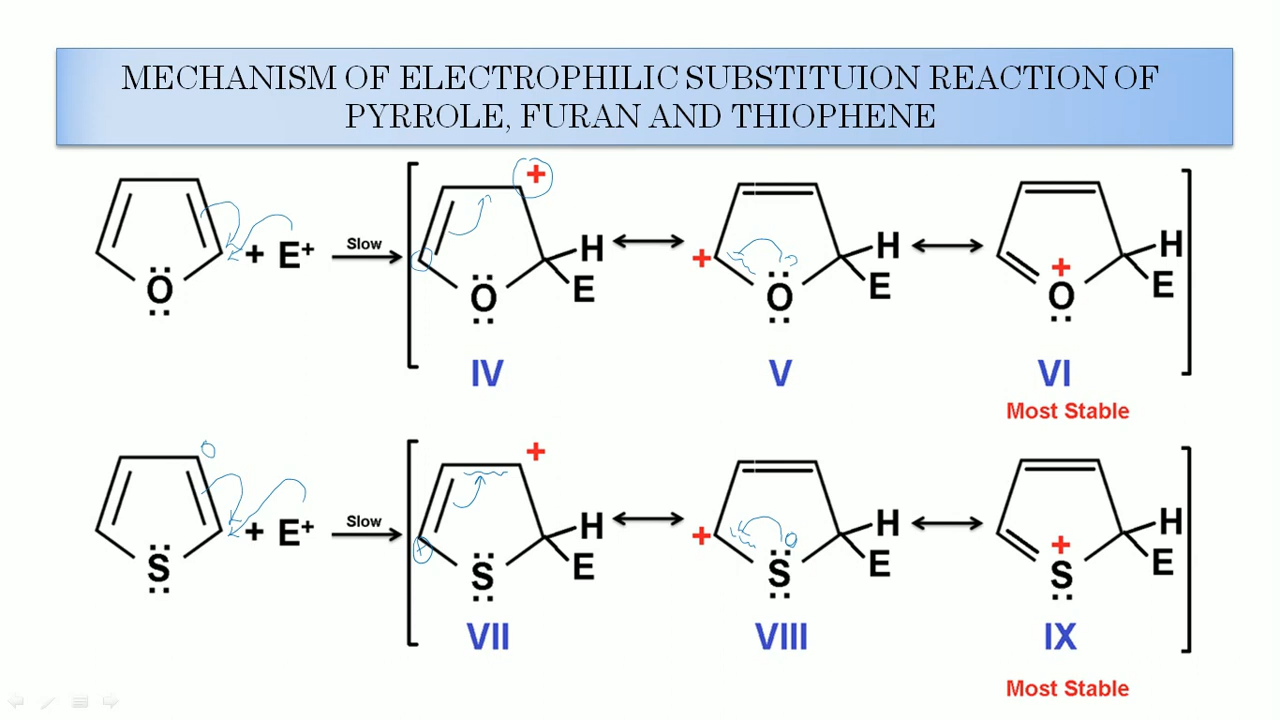 MECHANISM OF ELECTROPHILIC SUBSTITUION REACTION OF
PYRROLE, FURAN AND THIOPHENE
O + E+ Slow + H E O + H E O + H E O
IV V VI
Most Stable
S + E+ Slow + H E S + H E S + H E S
VII VIII IX
Most Stable